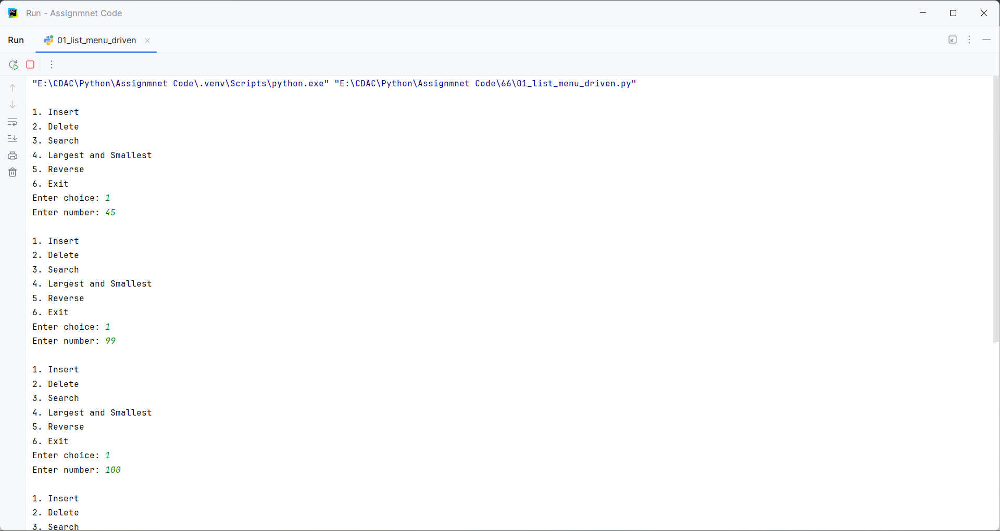 Run - Assignmnet Code
Run 01_list_menu_driven
"E:\CDAC\Python\Assignmnet Code\.venv\Scripts\python.exe" "E:\CDAC\Python\Assignmnet Code\66\01_list_menu_driven.py"
1. Insert
2. Delete
3. Search
4. Largest and Smallest
5. Reverse
6. Exit
Enter choice: 1
Enter number: 45
1. Insert
2. Delete
3. Search
4. Largest and Smallest
5. Reverse
6. Exit
Enter choice: 1
Enter number: 99
1. Insert
2. Delete
3. Search
4. Largest and Smallest
5. Reverse
6. Exit
Enter choice: 1
Enter number: 100
1. Insert
2. Delete
3. Search